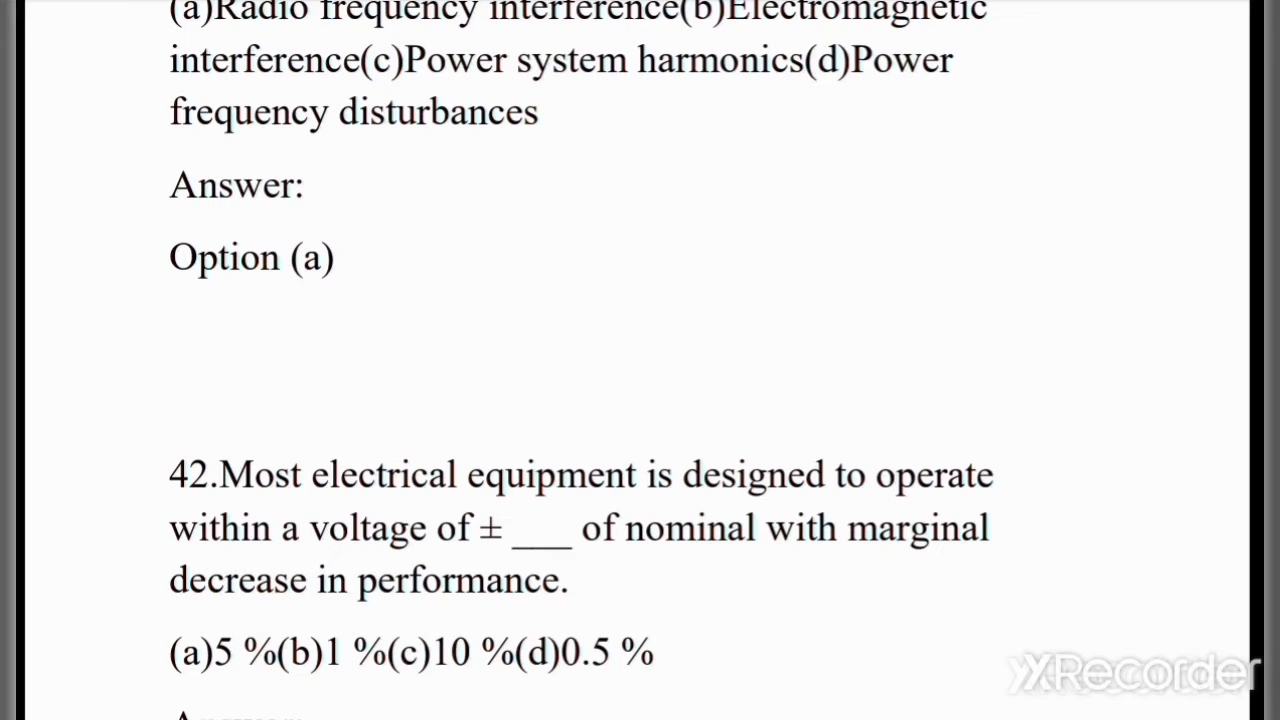 (a)Radio frequency interference(b)Electromagnetic
interference(c)Power system harmonics(d)Power
frequency disturbances
Answer:
Option (a)
42.Most electrical equipment is designed to operate
within a voltage of ± ___ of nominal with marginal
decrease in performance.
(a)5 %(b)1 %(c)10 %(d)0.5 %
XRecorder